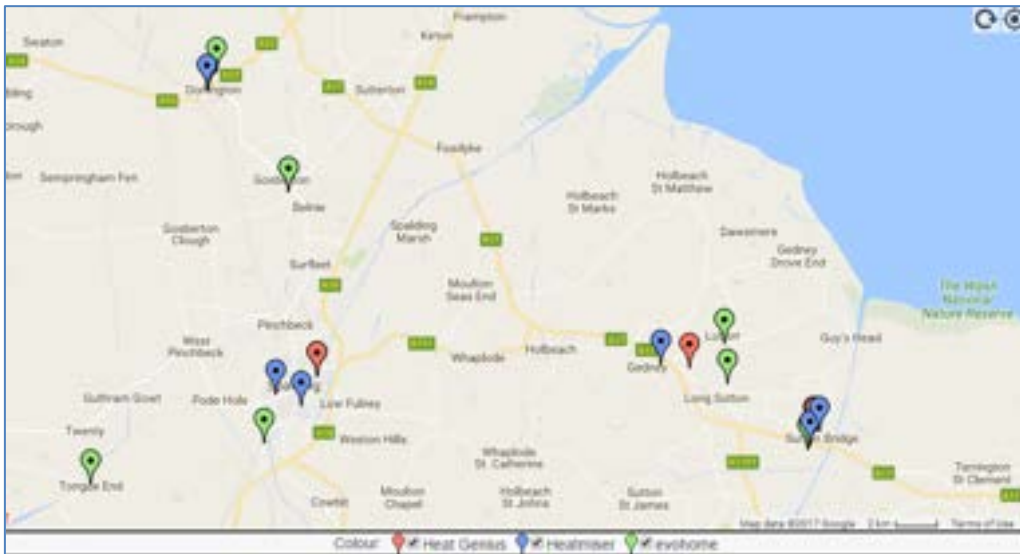 Frampton
Swaton
Kirton
Donington
Sutterton
Fosdyke
Sempringham Fen
Gosberton
Holbeach
St Matthew
Holbeach
St Marks
Belnie
Gosberton
Clough
Spalding
Marsh
Dawsmere
Gedney
Drove End
Surfleet
Moulton
Seas End
The Wash
National
Nature Reserve
Pinchbeck
West
Pinchbeck
Lutton
Guy's Head
Holbeach
Whaplode
Gedney
Spalding
Guthram Gowt
Pode Hole
Low Fulney
Long Sutton
Twenty
Weston Hills
Sutton Bridge
Whaplode
St. Catherine
Tongue End
Terrington
St Clement
Cowbit
Moulton
Chapel
Holbeach
St Johns
Sutton
St James
Map data ©2017 Google
2 km
Terms of Use
Colour:
Heat Genius
Heatmiser
evohome